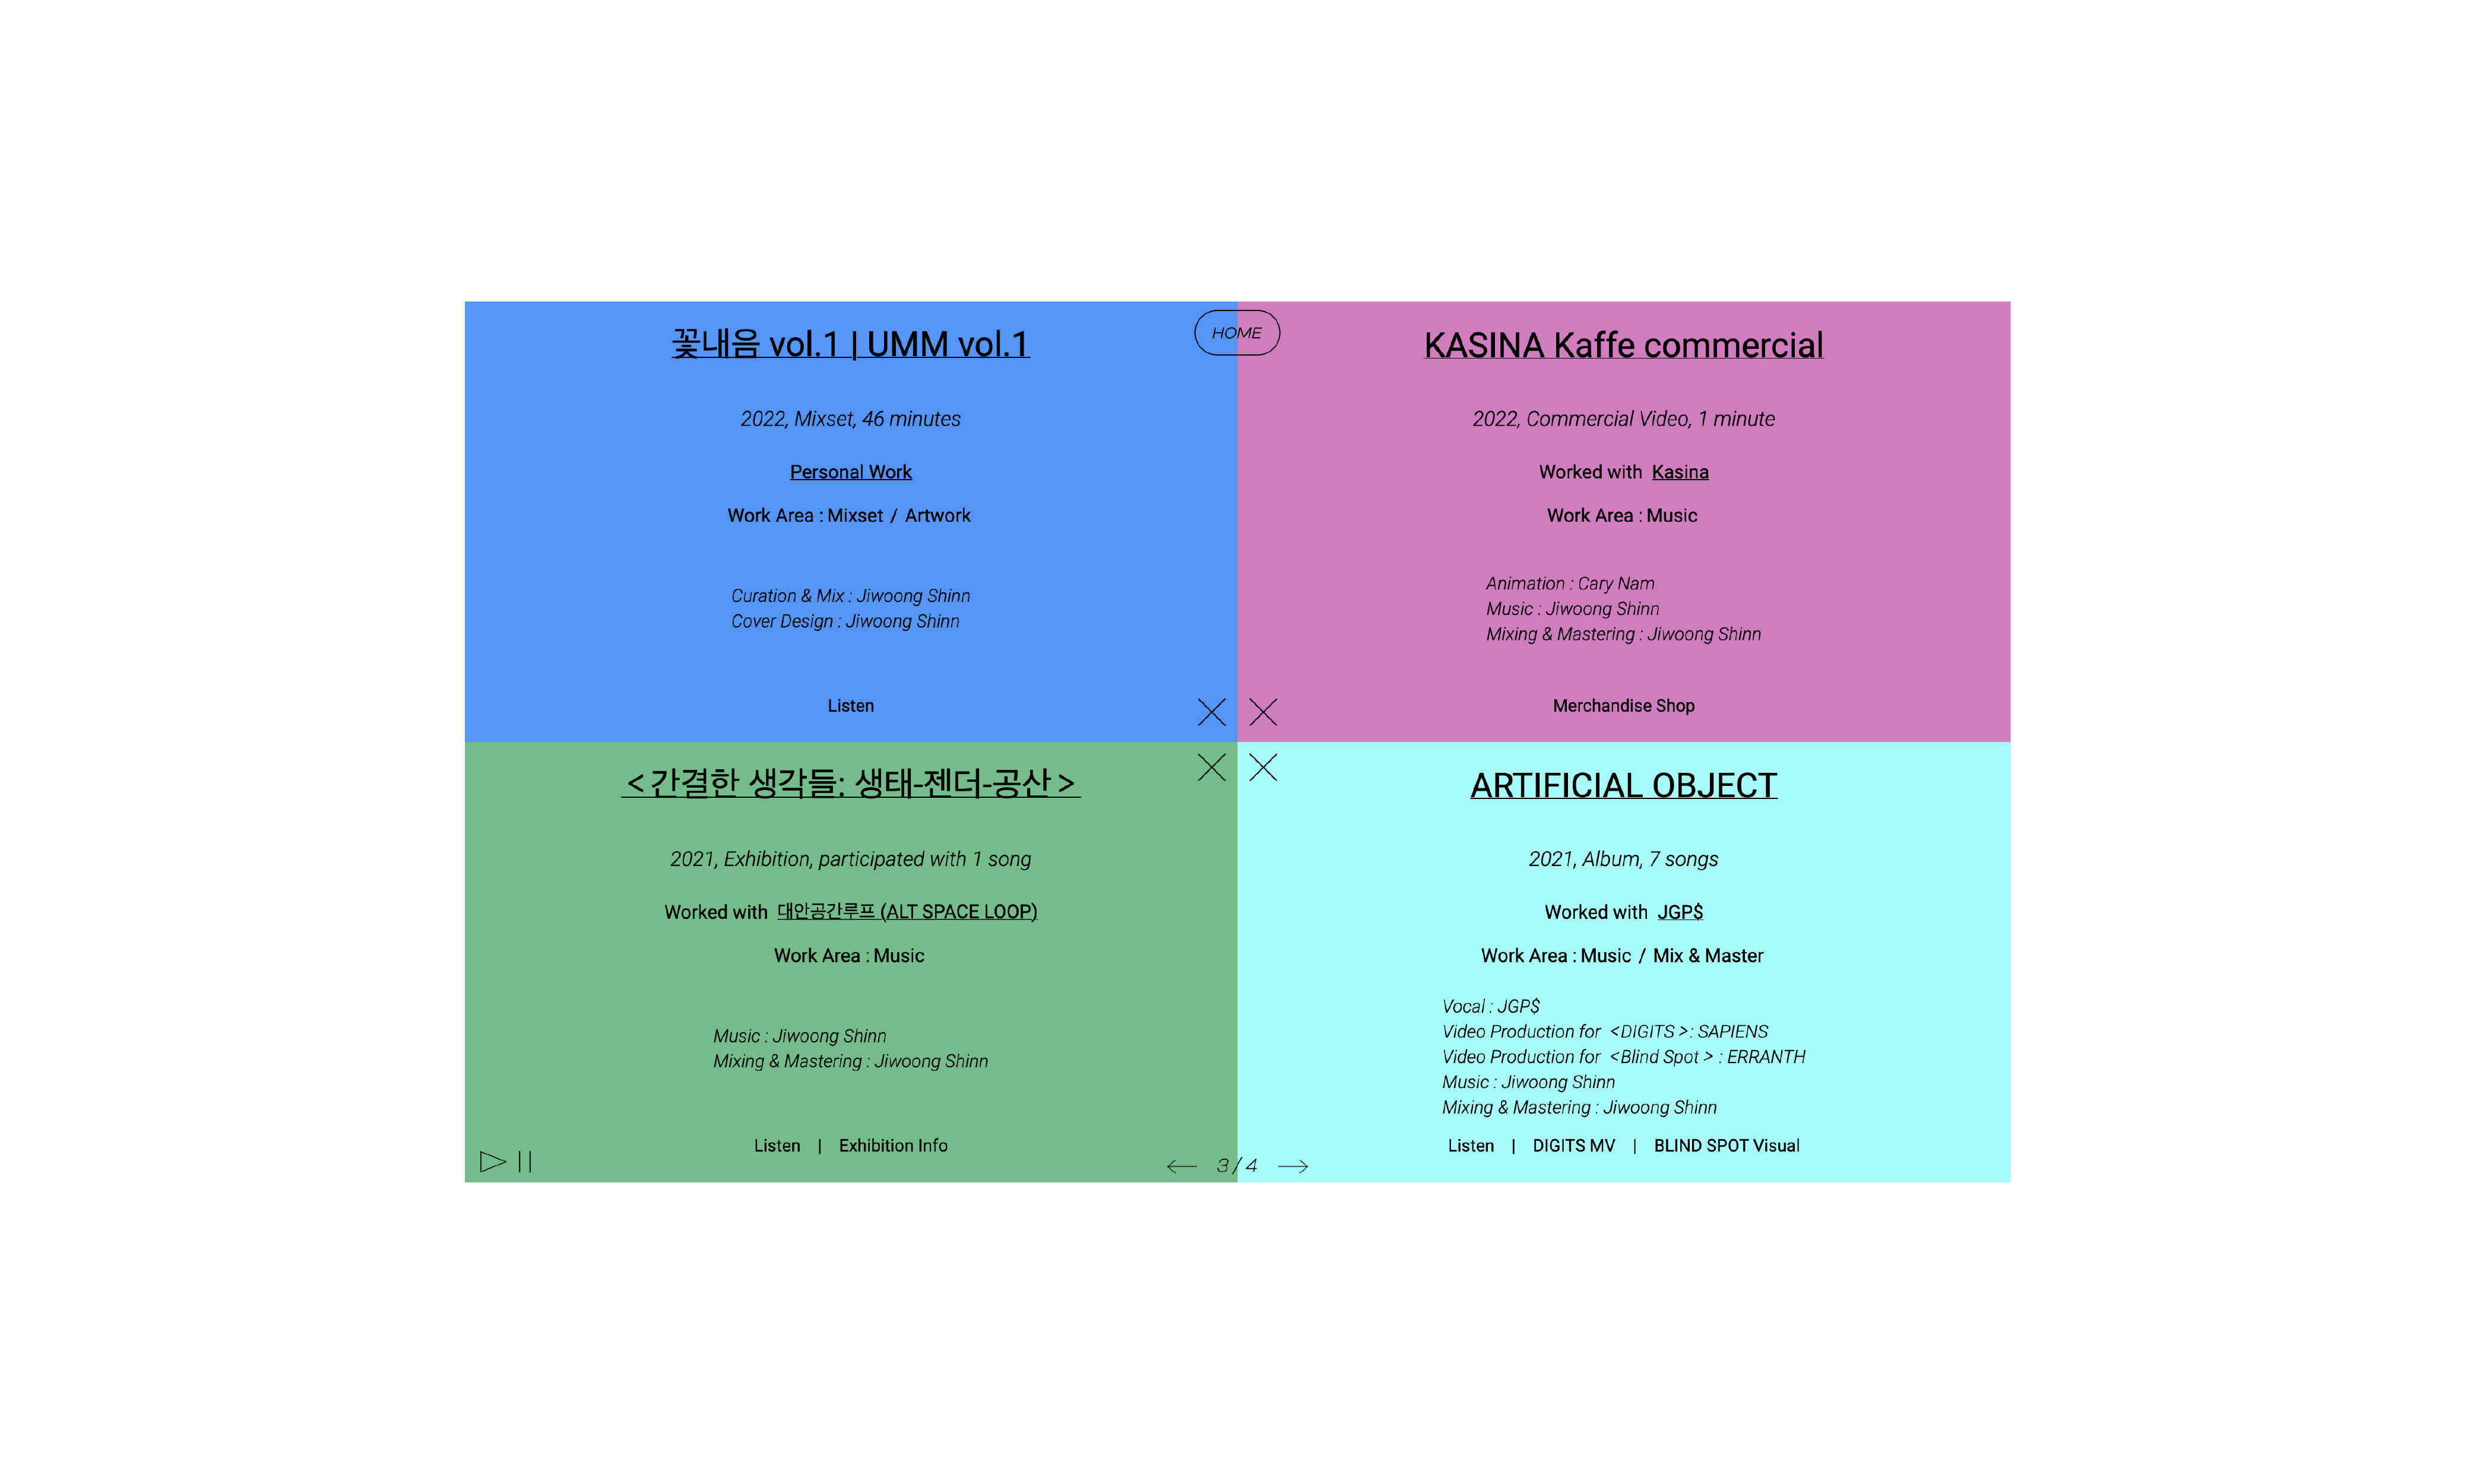 HOME
꽃내음 vol.1 | UMM vol.1
2022, Mixset, 46 minutes
Personal Work
Work Area : Mixset / Artwork
Curation & Mix : Jiwoong Shinn
Cover Design : Jiwoong Shinn
Listen
KASINA Kaffe commercial
2022, Commercial Video, 1 minute
Worked with Kasina
Work Area : Music
Animation : Cary Nam
Music : Jiwoong Shinn
Mixing & Mastering : Jiwoong Shinn
Merchandise Shop
<간결한 생각들: 생태-젠더-공산>
2021, Exhibition, participated with 1 song
Worked with 대안공간루프 (ALT SPACE LOOP)
Work Area : Music
Music : Jiwoong Shinn
Mixing & Mastering : Jiwoong Shinn
Listen | Exhibition Info
ARTIFICIAL OBJECT
2021, Album, 7 songs
Worked with JGP$
Work Area : Music / Mix & Master
Vocal : JGP$
Video Production for <DIGITS> : SAPIENS
Video Production for <Blind Spot> : ERRANTH
Music : Jiwoong Shinn
Mixing & Mastering : Jiwoong Shinn
Listen | DIGITS MV | BLIND SPOT Visual
3/4